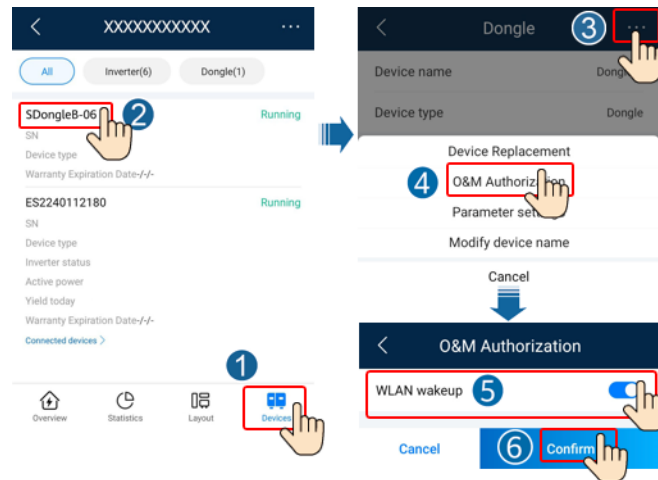 XXXXXXXXXXX
All Inverter(6) Dongle(1)
SDongleB-06 2 Running
SN
Device type
Warranty Expiration Date-/-/-
ES2240112180 Running
SN
Device type
Inverter status
Active power
Yield today
Warranty Expiration Date-/-/-
Connected devices >
1
Overview Statistics Layout Devices
Dongle 3 ...
Device name
Device type Dongle
Device Replacement
4 O&M
Parameter
Modify device name
Cancel
O&M Authorization
WLAN wakeup 5
Cancel 6 Confirm